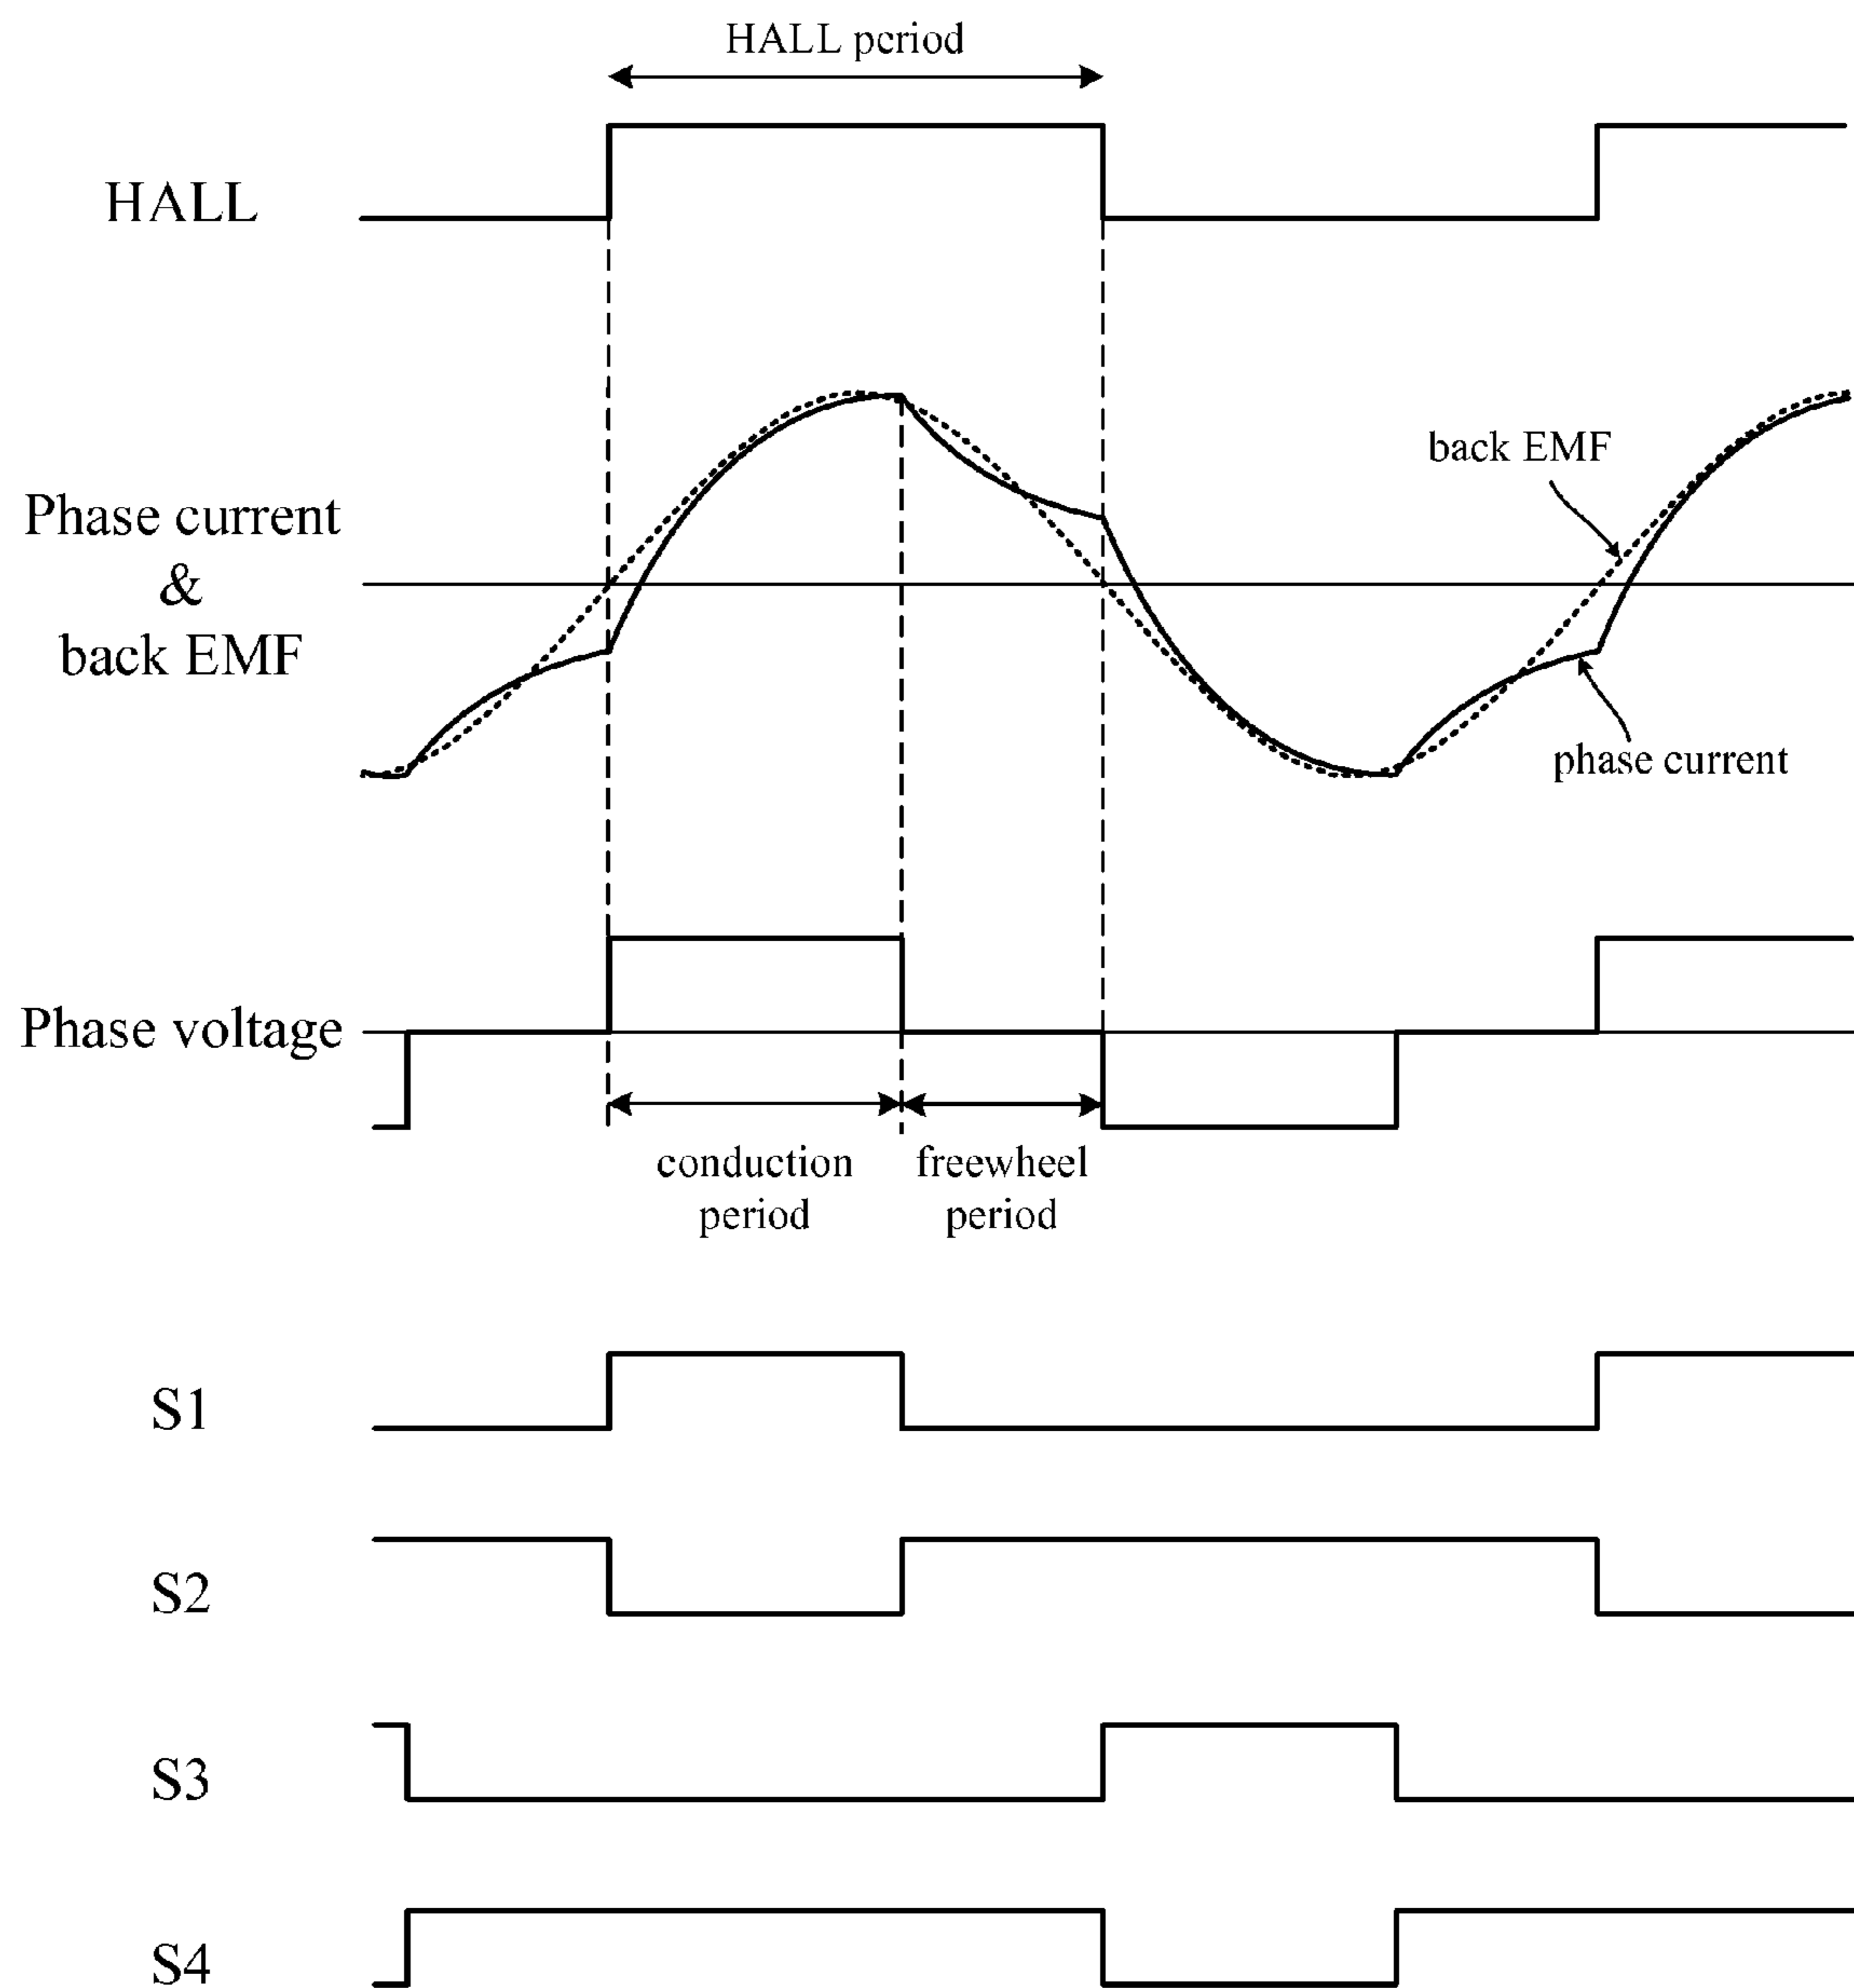 HALL period
HALL
back EMF
Phase current
&
back EMF
phase current
Phase voltage
conduction
period
freewheel
period
S1
S2
S3
S4